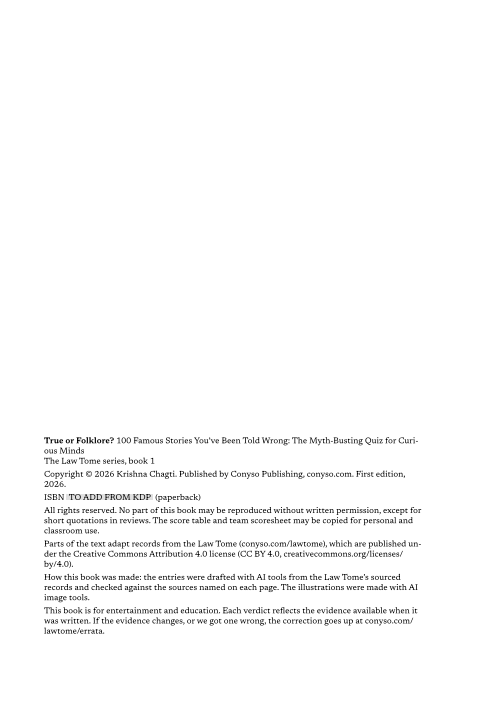 True or Folklore? 100 Famous Stories You've Been Told Wrong: The Myth-Busting Quiz for Curi-
ous Minds
The Law Tome series, book 1
Copyright © 2026 Krishna Chagti. Published by Conyso Publishing, conyso.com. First edition,
2026.
ISBN TO ADD FROM KDP (paperback)
All rights reserved. No part of this book may be reproduced without written permission, except for
short quotations in reviews. The score table and team scoresheet may be copied for personal and
classroom use.
Parts of the text adapt records from the Law Tome (conyso.com/lawtome), which are published un-
der the Creative Commons Attribution 4.0 license (CC BY 4.0, creativecommons.org/licenses/
by/4.0).
How this book was made: the entries were drafted with AI tools from the Law Tome's sourced
records and checked against the sources named on each page. The illustrations were made with AI
image tools.
This book is for entertainment and education. Each verdict reflects the evidence available when it
was written. If the evidence changes, or we got one wrong, the correction goes up at conyso.com/
lawtome/errata.